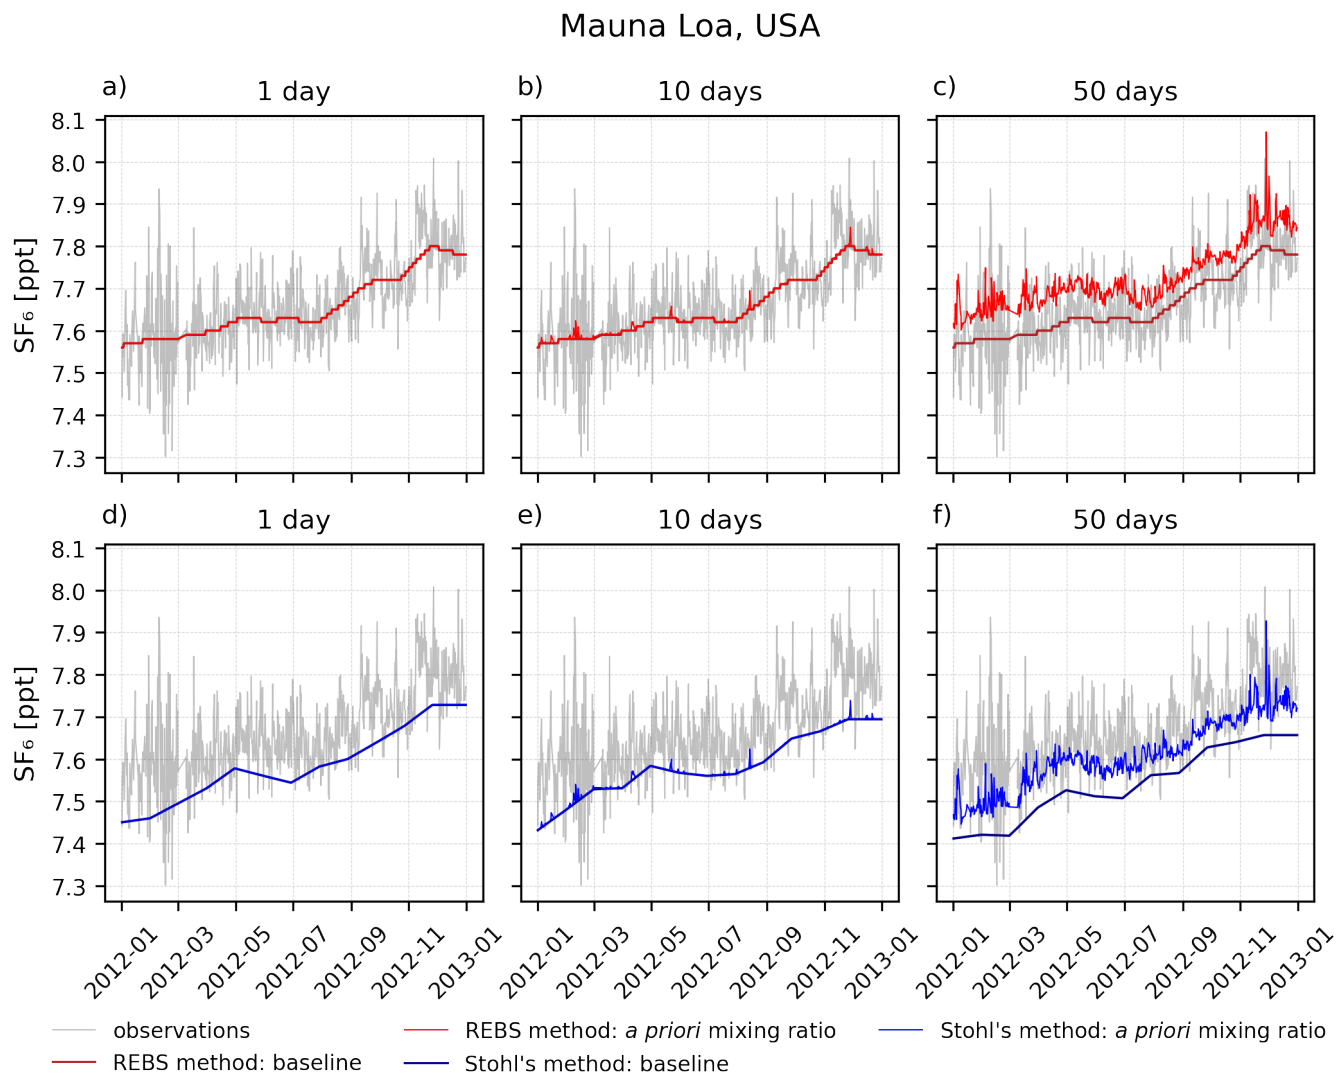 Mauna Loa, USA
a) 1 day b) 10 days c) 50 days
8.1
8.0
7.9
7.8
7.7
7.6
7.5
7.4
7.3
SF₆ [ppt]
d) 1 day e) 10 days f) 50 days
8.1
8.0
7.9
7.8
7.7
7.6
7.5
7.4
7.3
SF₆ [ppt]
2012-01 2012-03 2012-05 2012-07 2012-09 2012-11 2013-01 2012-01 2012-03 2012-05 2012-07 2012-09 2012-11 2013-01 2012-01 2012-03 2012-05 2012-07 2012-09 2012-11 2013-01
observations REBS method: a priori mixing ratio Stohl's method: a priori mixing ratio
REBS method: baseline Stohl's method: baseline